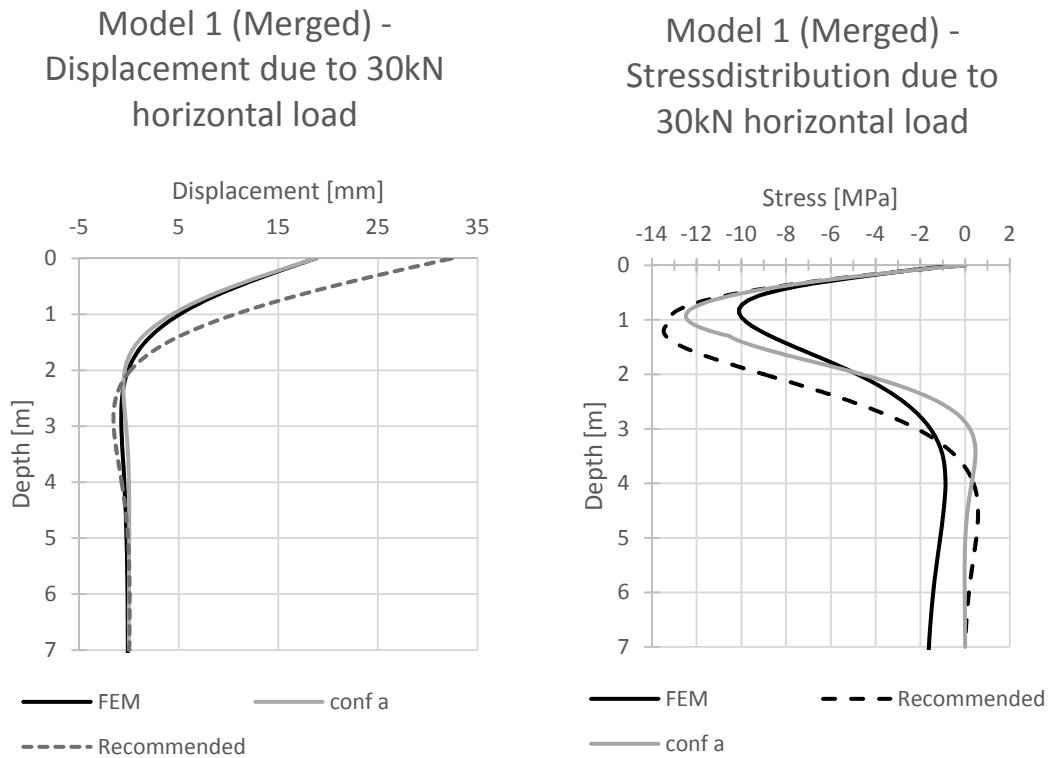 Model 1 (Merged) -
Displacement due to 30kN
horizontal load
Displacement [mm]
-5 5 15 25 35
0
1
2
3
4
5
6
7
Depth [m]
FEM conf a
Recommended
Model 1 (Merged) -
Stressdistribution due to
30kN horizontal load
Stress [MPa]
-14 -12 -10 -8 -6 -4 -2 0 2
0
1
2
3
4
5
6
7
Depth [m]
FEM Recommended
conf a